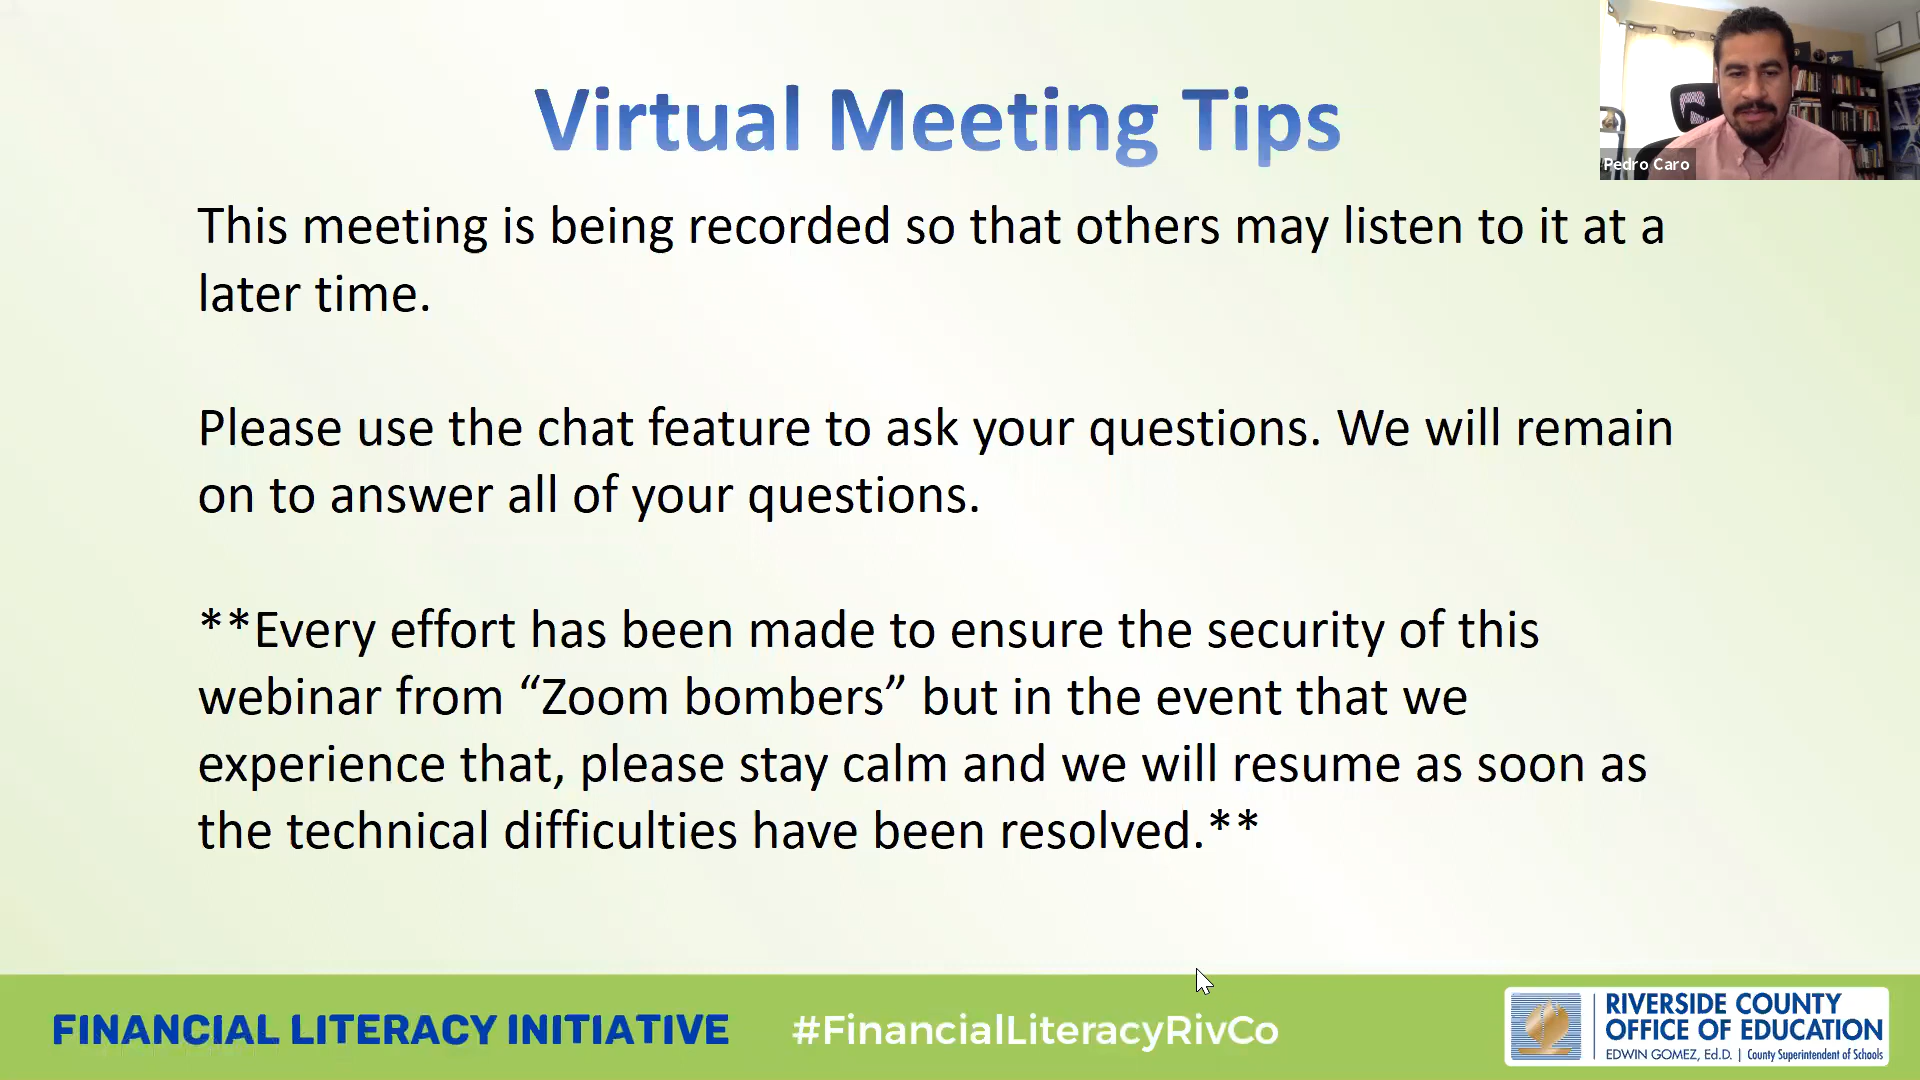 Virtual Meeting Tips
Pedro Caro
This meeting is being recorded so that others may listen to it at a
later time.
Please use the chat feature to ask your questions. We will remain
on to answer all of your questions.
**Every effort has been made to ensure the security of this
webinar from “Zoom bombers” but in the event that we
experience that, please stay calm and we will resume as soon as
the technical difficulties have been resolved.**
FINANCIAL LITERACY INITIATIVE
#FinancialLiteracyRivCo
RIVERSIDE COUNTY
OFFICE OF EDUCATION
EDWIN GOMEZ, Ed.D. | County Superintendent of Schools